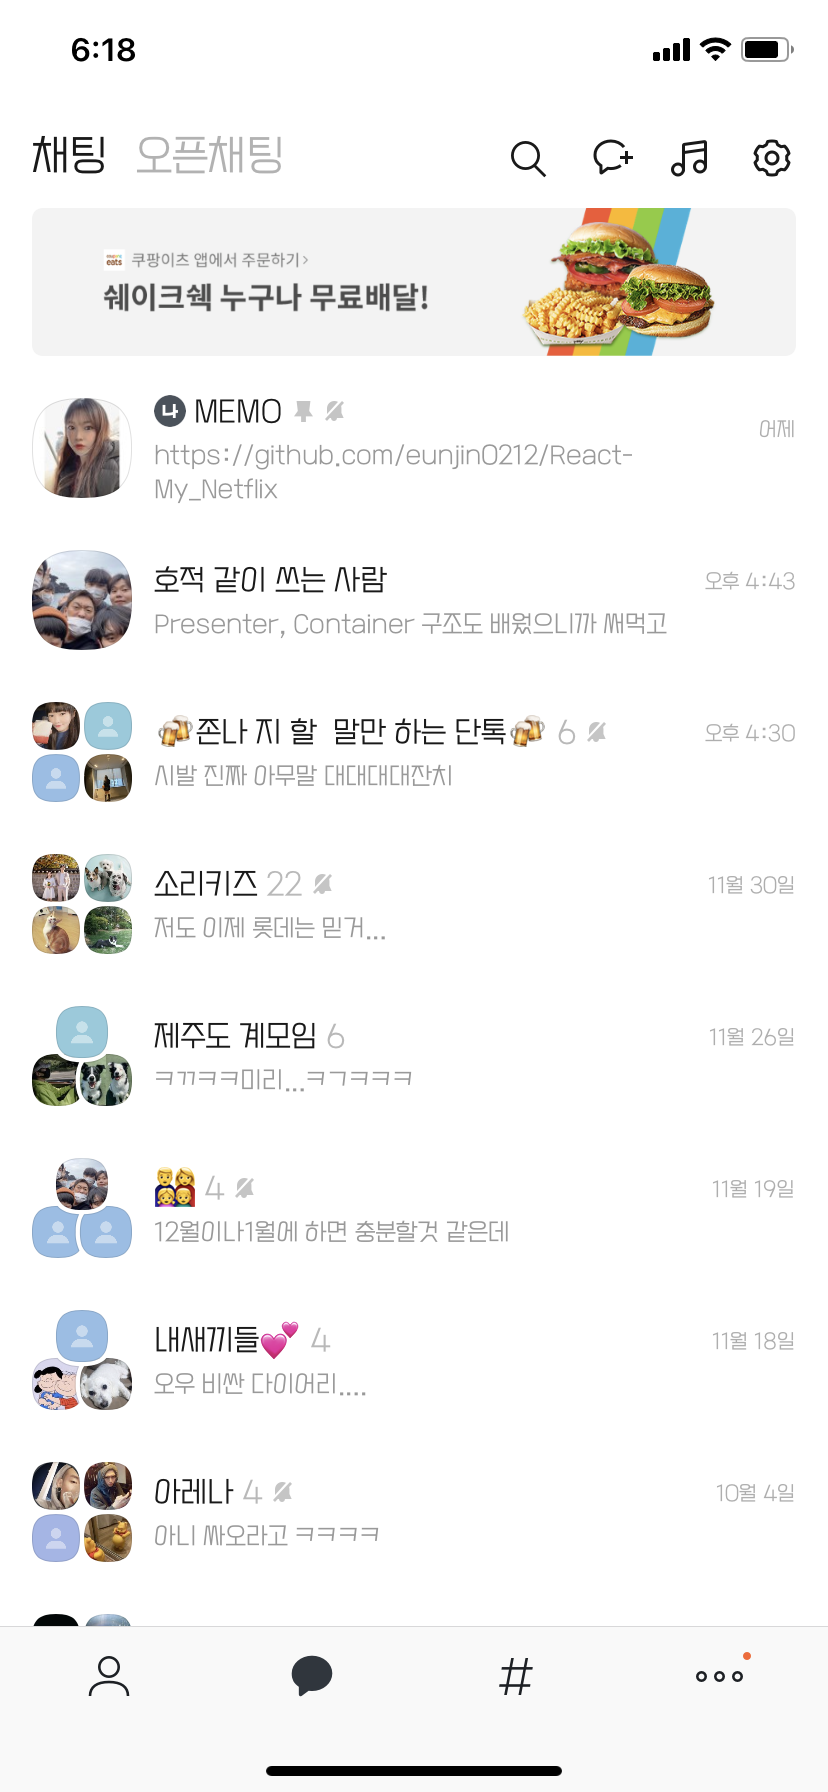 6:18
채팅 오픈채팅
쿠팡이츠 앱에서 주문하기>
쉐이크쉑 누구나 무료배달!
나 MEMO
어제
https://github.com/eunjin0212/React-
My_Netflix
호적 같이 쓰는 사람
오후 4:43
Presenter, Container 구조도 배웠으니까 써먹고
🍻존나 지 할 말만 하는 단톡🍻 6
오후 4:30
시발 진짜 아무말 대대대대잔치
소리키즈 22
11월 30일
저도 이제 롯데는 믿거...
제주도 계모임 6
11월 26일
ㅋㄲㅋㅋ미리...ㅋㄱㅋㅋㅋ
👨‍👩‍👧‍👦 4
11월 19일
12월이나1월에 하면 충분할것 같은데
내새끼들💕 4
11월 18일
오우 비싼 다이어리....
아레나 4
10월 4일
아니 싸오라고 ㅋㅋㅋㅋ